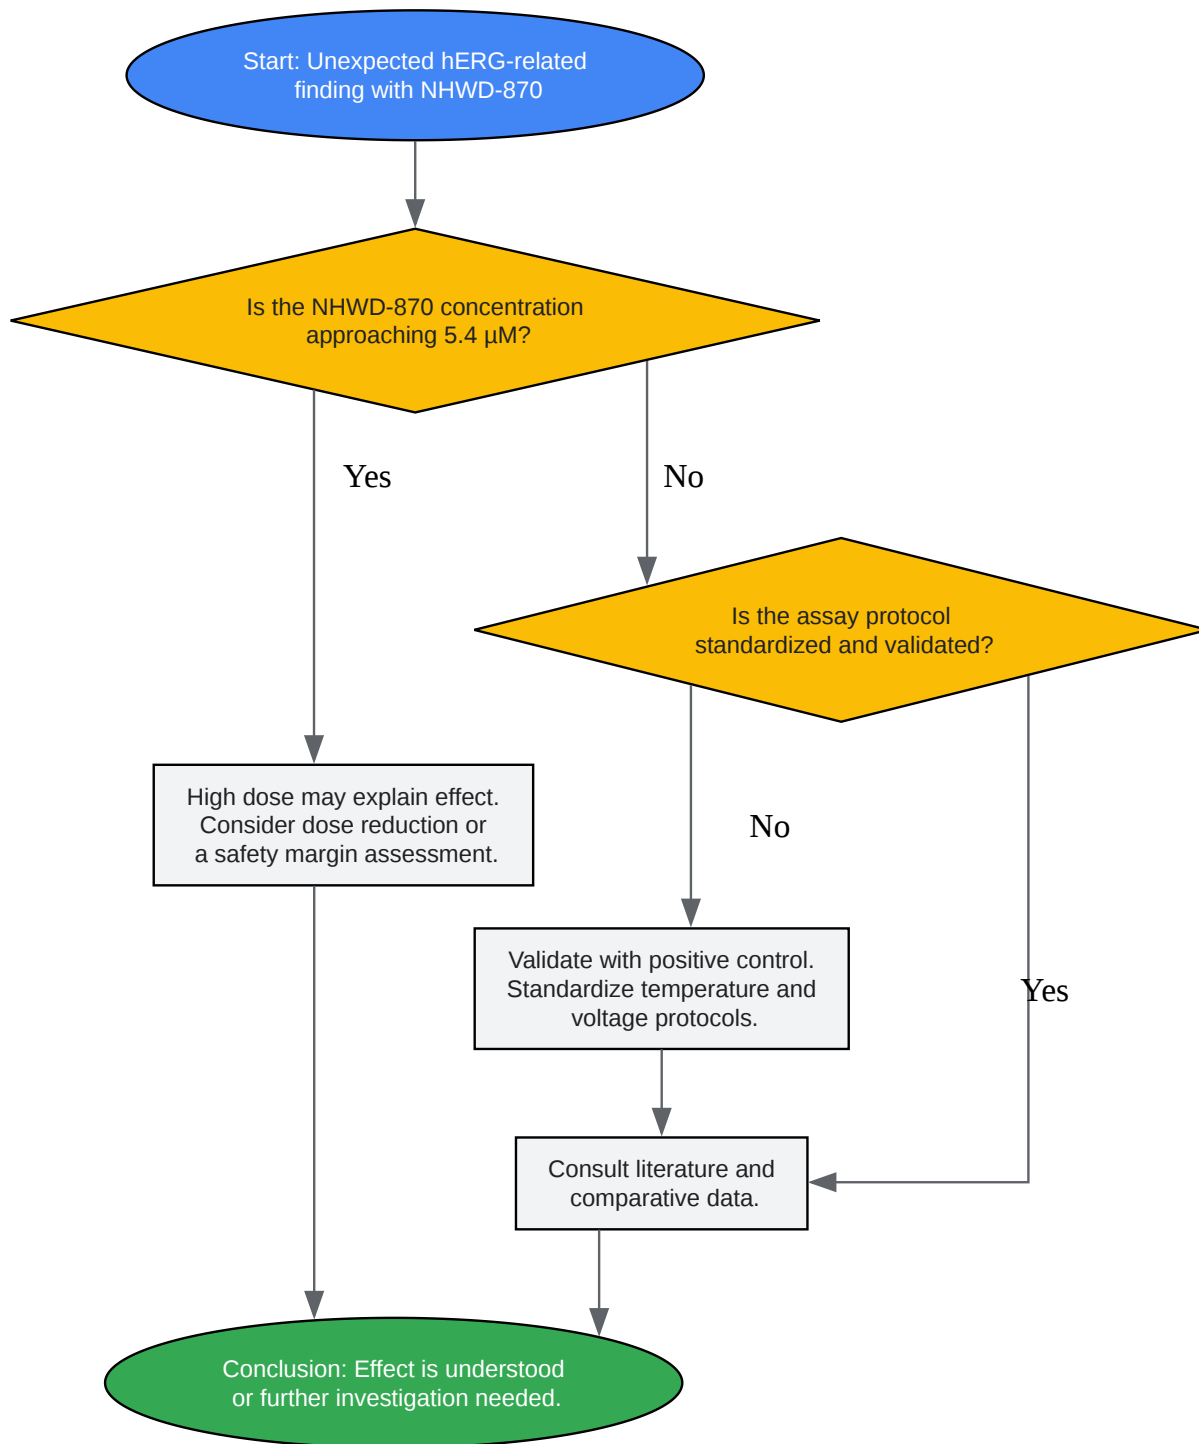 Start: Unexpected hERG-related
finding with NHWD-870
Is the NHWD-870 concentration
approaching 5.4 µM?
Yes
No
Is the assay protocol
standardized and validated?
High dose may explain effect.
Consider dose reduction or
a safety margin assessment.
No
Validate with positive control.
Standardize temperature and
voltage protocols.
Yes
Consult literature and
comparative data.
Conclusion: Effect is understood
or further investigation needed.